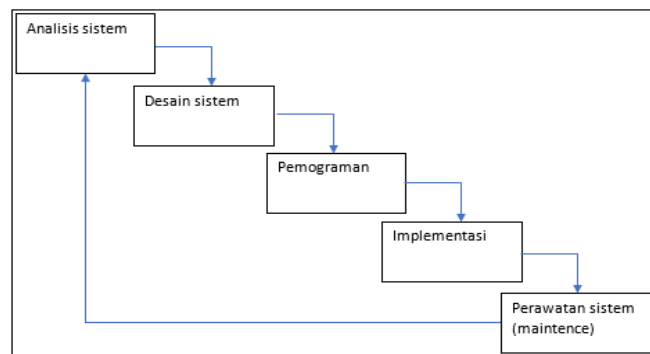 Analisis sistem
Desain sistem
Pemograman
Implementasi
Perawatan sistem
(maintence)